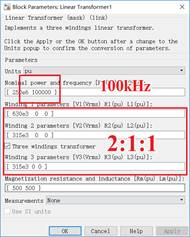 Block Parameters: Linear Transformer1
Linear Transformer (mask) (link)
Implements a three windings linear transformer.
Click the Apply or the OK button after a change to the
Units popup to confirm the conversion of parameters.
Parameters
Units pu
100kHz
Nominal power and frequency
[ 250e6 100000 ]
Winding 1 parameters [V1(Vrms) R1(pu) L1(pu)]:
[ 630e3 0 0 ]
Winding 2 parameters [V2(Vrms) R2(pu) L2(pu)]:
[ 315e3 0 0 ]
2:1:1
Three windings transformer
Winding 3 parameters [V3(Vrms) R3(pu) L3(pu)]:
[ 315e3 0 0 ]
Magnetization resistance and inductance [Rm(pu) Lm(pu)]:
[ 500 500 ]
Measurements None
Use SI units
OK Cancel Help Apply